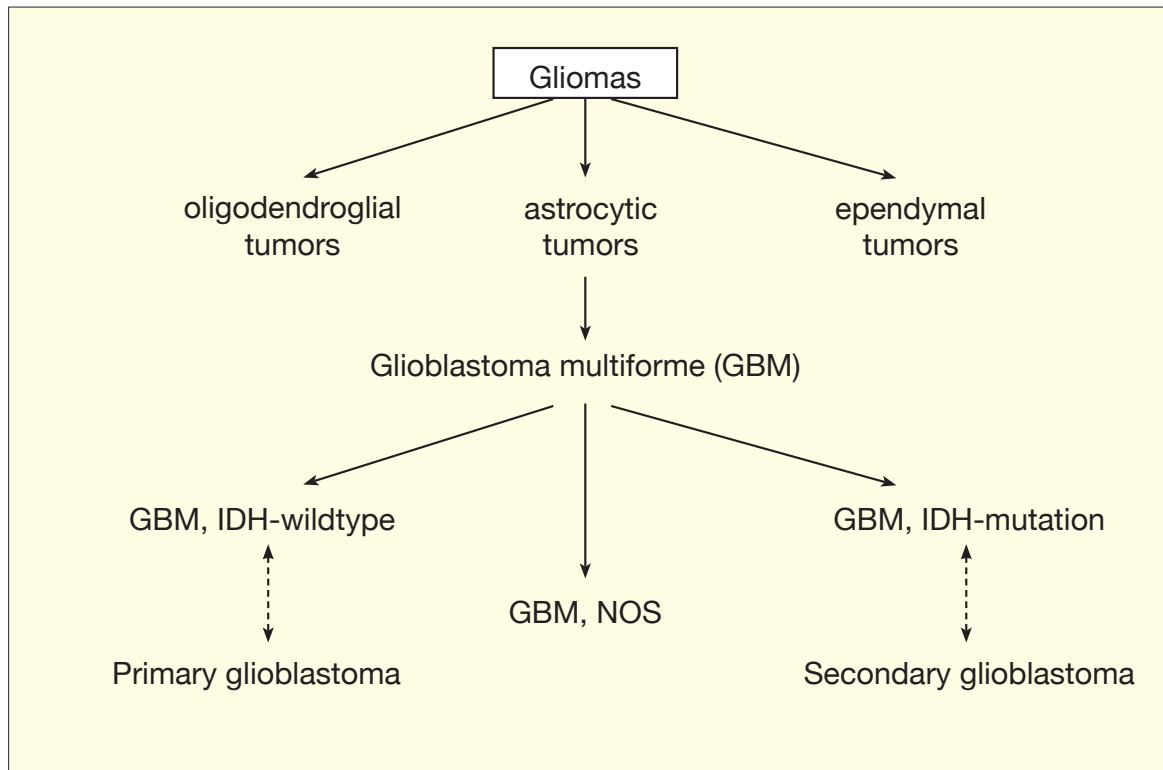 Gliomas
oligodendroglial
tumors
astrocytic
tumors
ependymal
tumors
Glioblastoma multiforme (GBM)
GBM, IDH-wildtype
GBM, IDH-mutation
GBM, NOS
Primary glioblastoma
Secondary glioblastoma